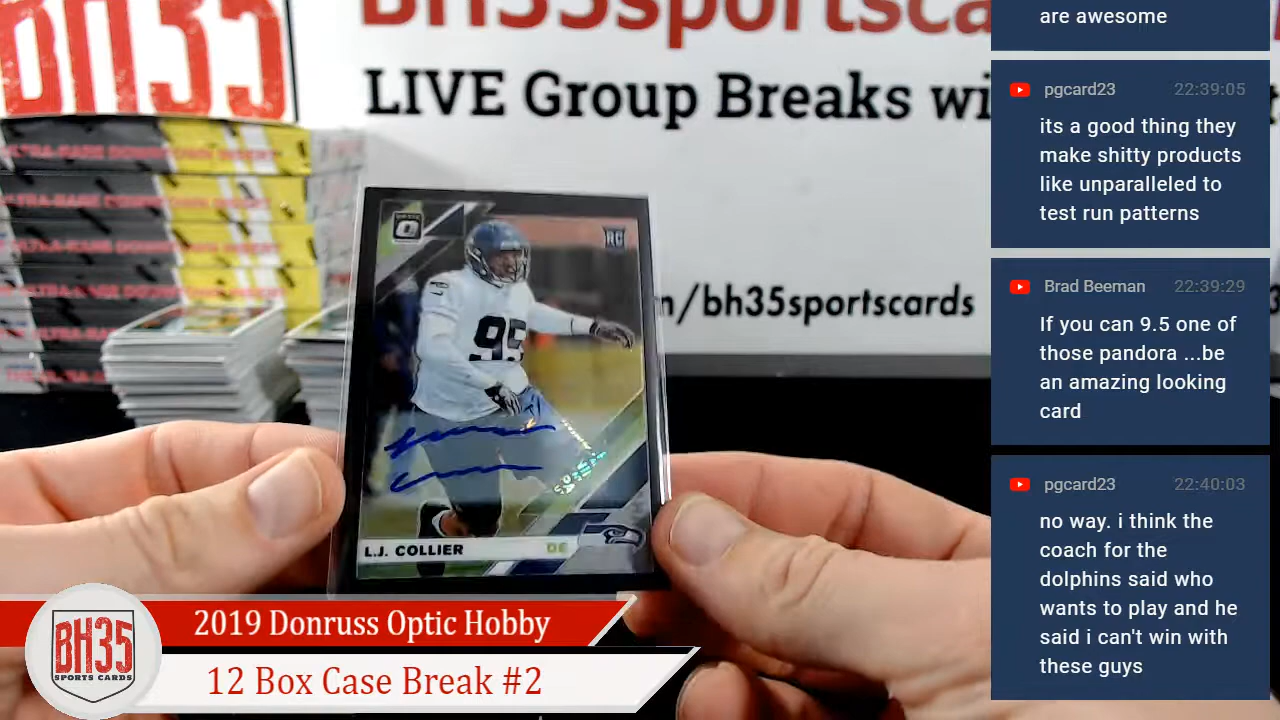 BH35
BH35sportsca
LIVE Group Breaks wi
n/bh35sportscards
RC
95
L.J. COLLIER
DE
2019 Donruss Optic Hobby
12 Box Case Break #2
BH35
SPORTS CARDS
are awesome
pgcard23 22:39:05
its a good thing they
make shitty products
like unparalleled to
test run patterns
Brad Beeman 22:39:29
If you can 9.5 one of
those pandora ...be
an amazing looking
card
pgcard23 22:40:03
no way. i think the
coach for the
dolphins said who
wants to play and he
said i can't win with
these guys